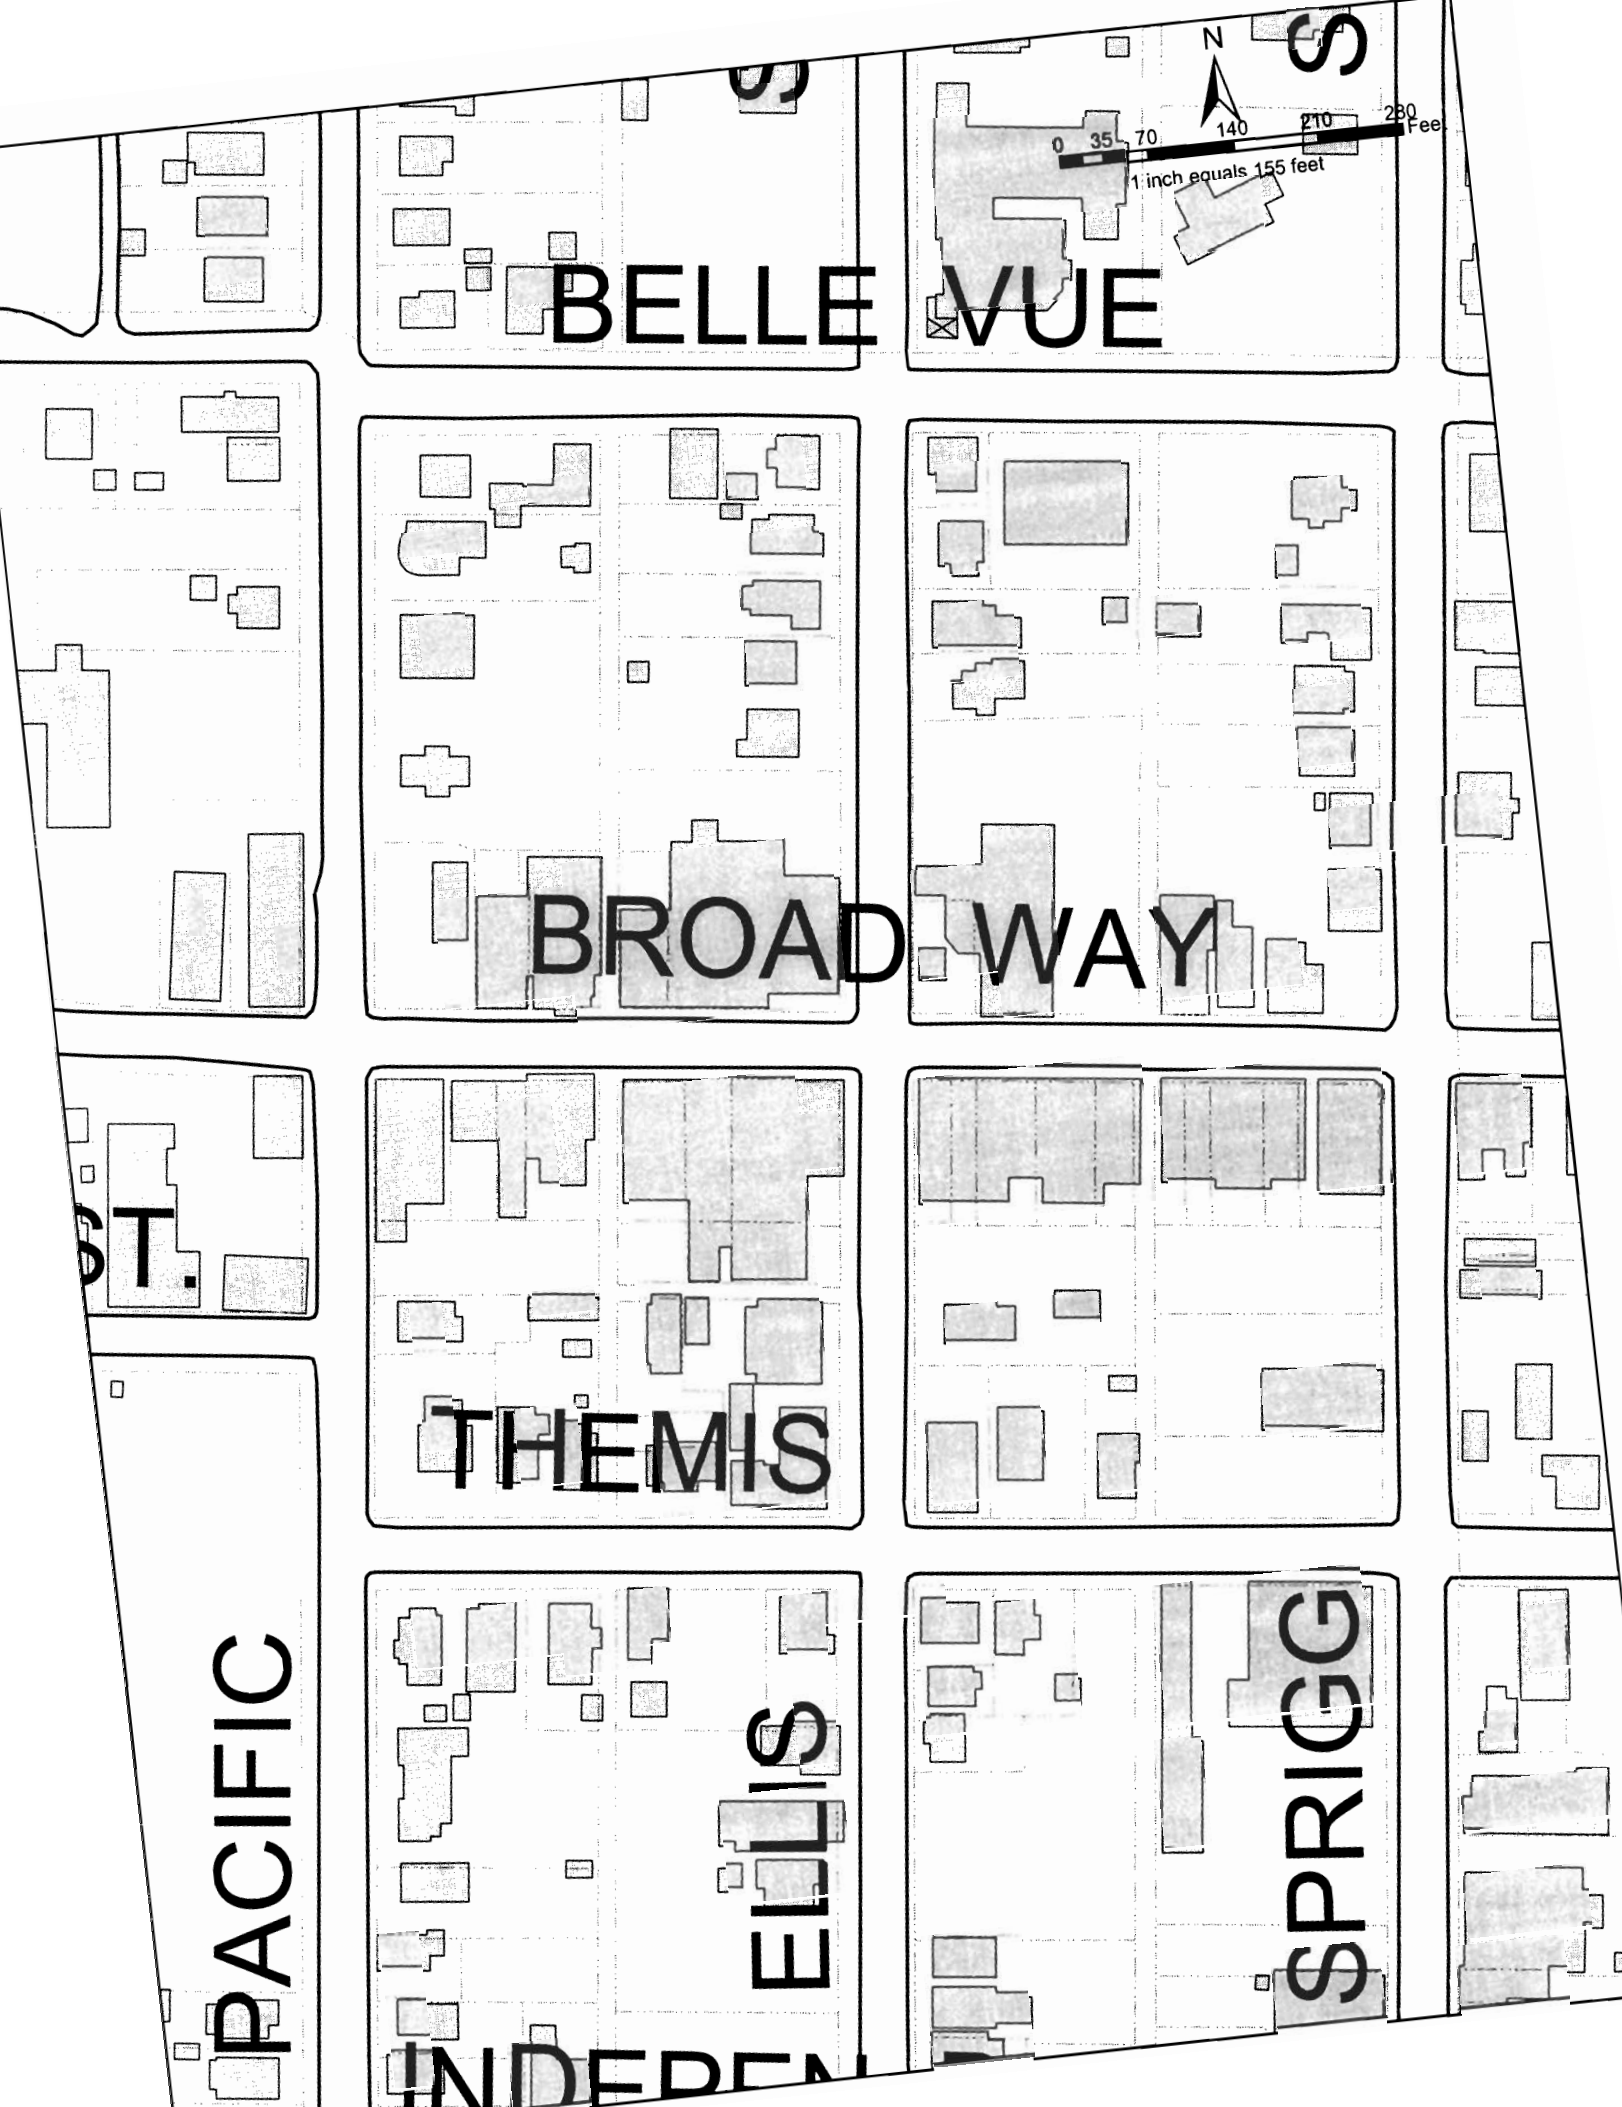 S
S
N
0 35 70 140 210 280
Feet
1 inch equals 155 feet
BELLE VUE
BROAD WAY
ST.
THEMIS
PACIFIC
ELLIS
SPRIGG
INDEPEN